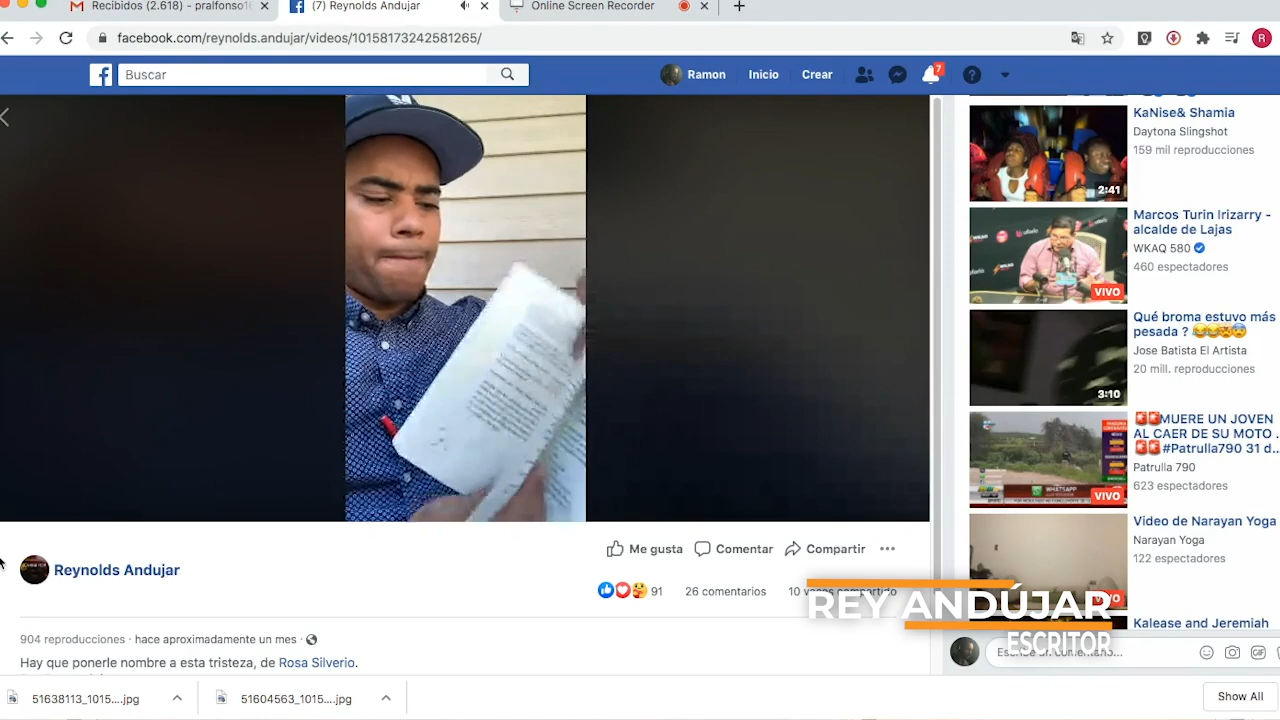 Recibidos (2.618) - pralfonso1
(7) Reynolds Andujar
Online Screen Recorder
facebook.com/reynolds.andujar/videos/10158173242581265/
R
Buscar
Ramon
Inicio
Crear
7
KaNise& Shamia
Daytona Slingshot
159 mil reproducciones
2:41
Marcos Turin Irizarry -
alcalde de Lajas
WKAQ 580
460 espectadores
VIVO
Qué broma estuvo más
pesada ? 😂😂🤯😨
Jose Batista El Artista
20 mill. reproducciones
3:10
🚨🚨MUERE UN JOVEN
AL CAER DE SU MOTO .
🚨🚨 #Patrulla790 31 d...
Patrulla 790
623 espectadores
WHATSAPP
VIVO
Video de Narayan Yoga
Narayan Yoga
122 espectadores
VIVO
Kalease and Jeremiah
Me gusta
Comentar
Compartir
Reynolds Andujar
91
26 comentarios
REY ANDÚJAR
ESCRITOR
904 reproducciones · hace aproximadamente un mes ·
Hay que ponerle nombre a esta tristeza, de Rosa Silverio.
51638113_1015....jpg
51604563_1015....jpg
Show All